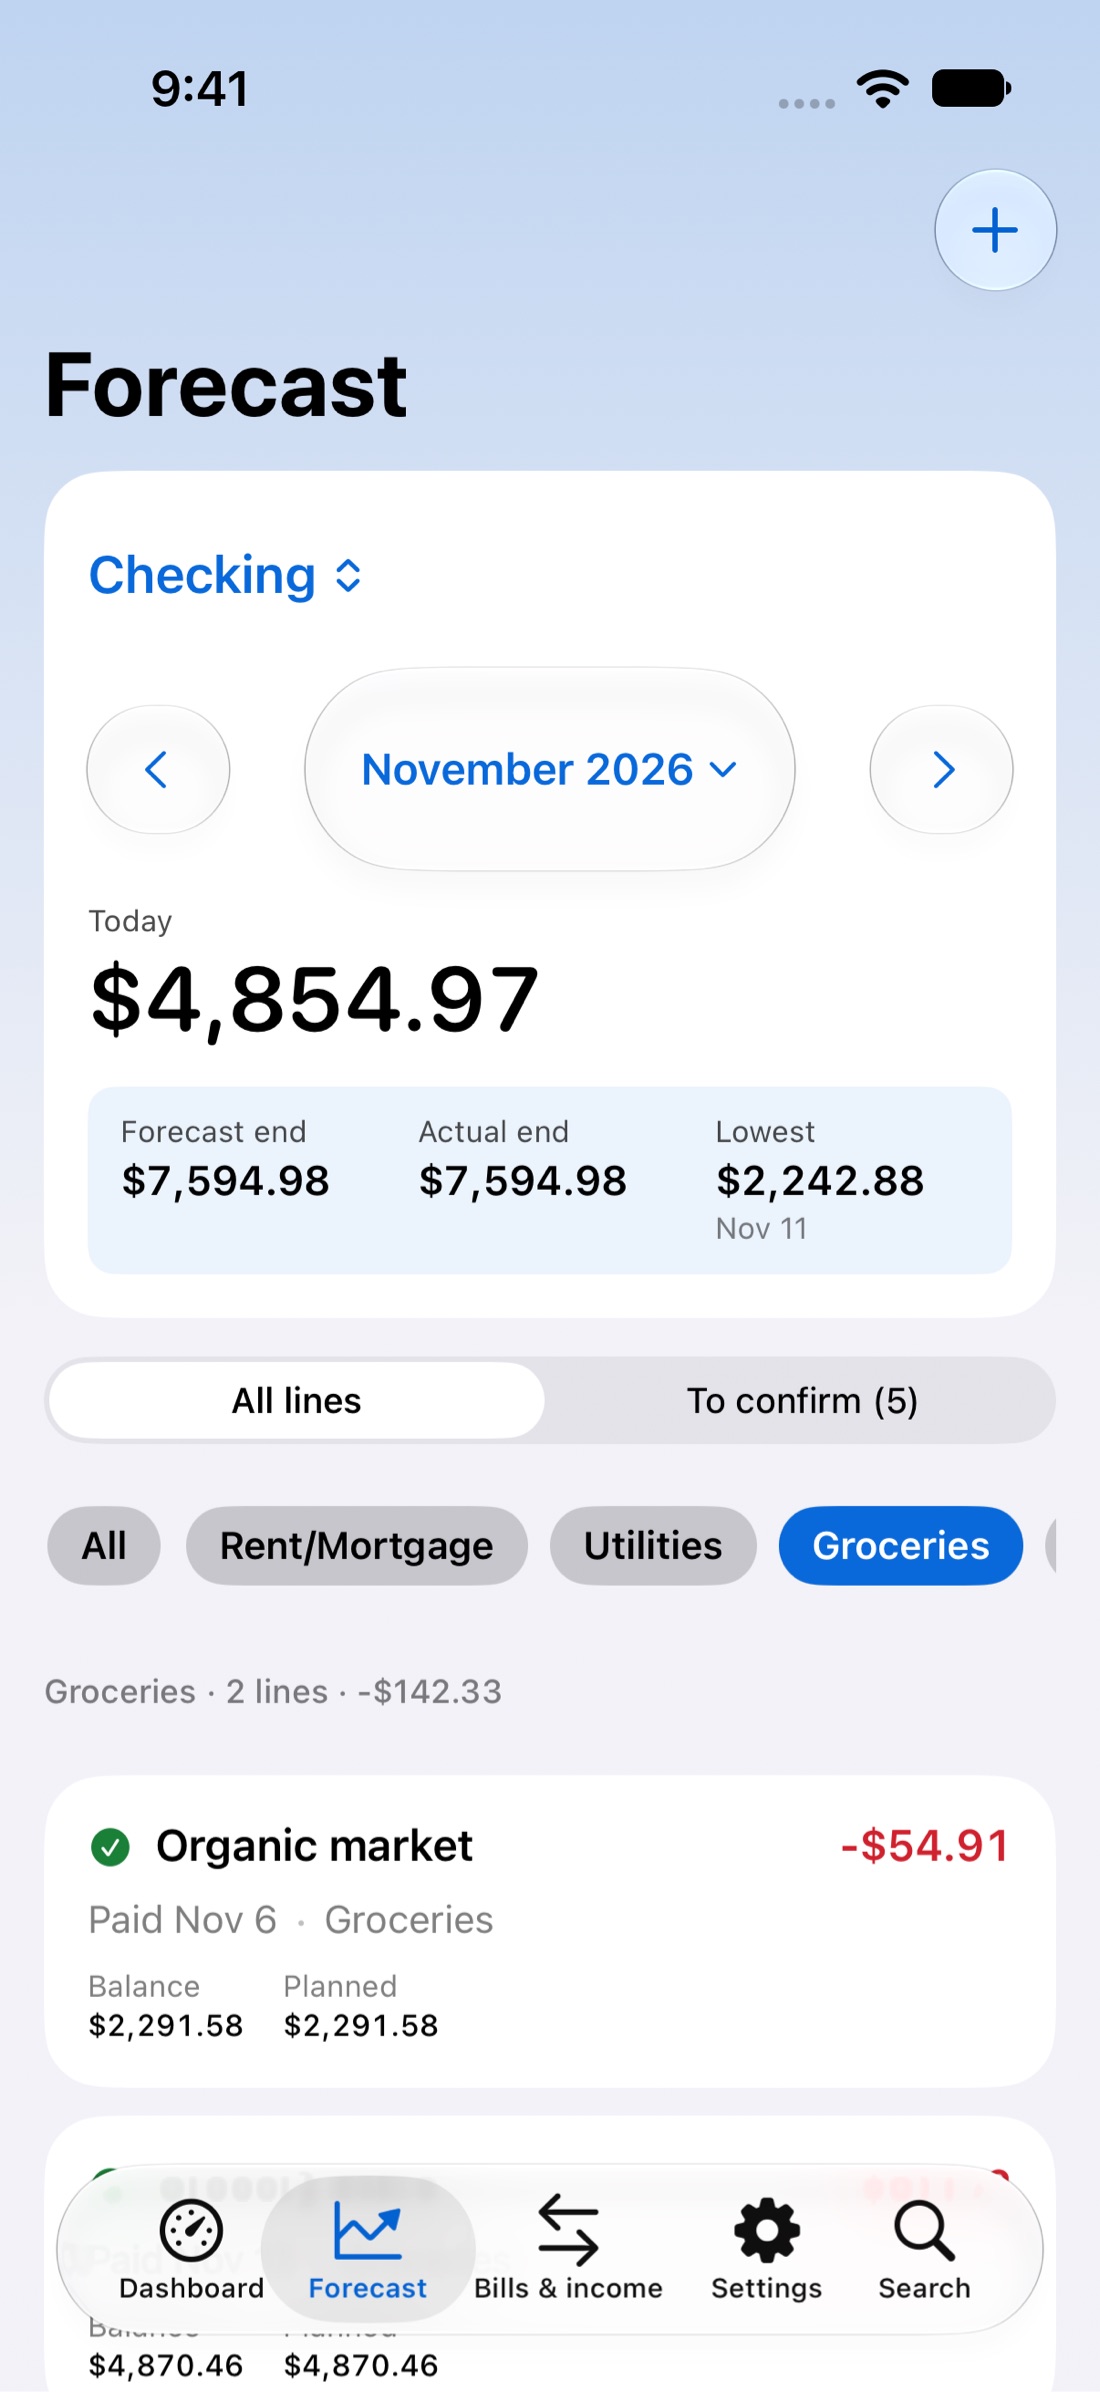 9:41
Forecast
Checking
November 2026
Today
$4,854.97
Forecast end Actual end Lowest
$7,594.98 $7,594.98 $2,242.88
Nov 11
All lines To confirm (5)
All Rent/Mortgage Utilities Groceries
Groceries · 2 lines · -$142.33
Organic market -$54.91
Paid Nov 6 · Groceries
Balance Planned
$2,291.58 $2,291.58
Dashboard Forecast Bills & income Settings Search
Balance Planned
$4,870.46 $4,870.46